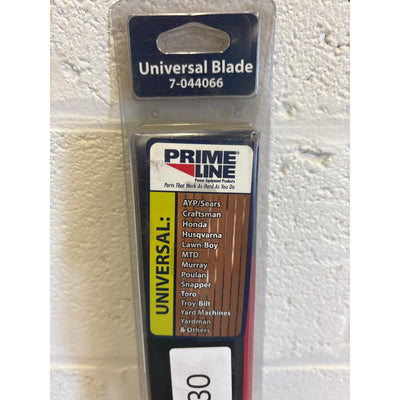 Universal Blade
7-044066
PRIME
LINE
Power Equipment Products
Parts That Work As Hard As You Do
UNIVERSAL:
AYP/Sears
Craftsman
Honda
Husqvarna
Lawn-Boy
MTD
Murray
Poulan
Snapper
Toro
Troy-Bilt
Yard Machines
Yardman
& Others
30